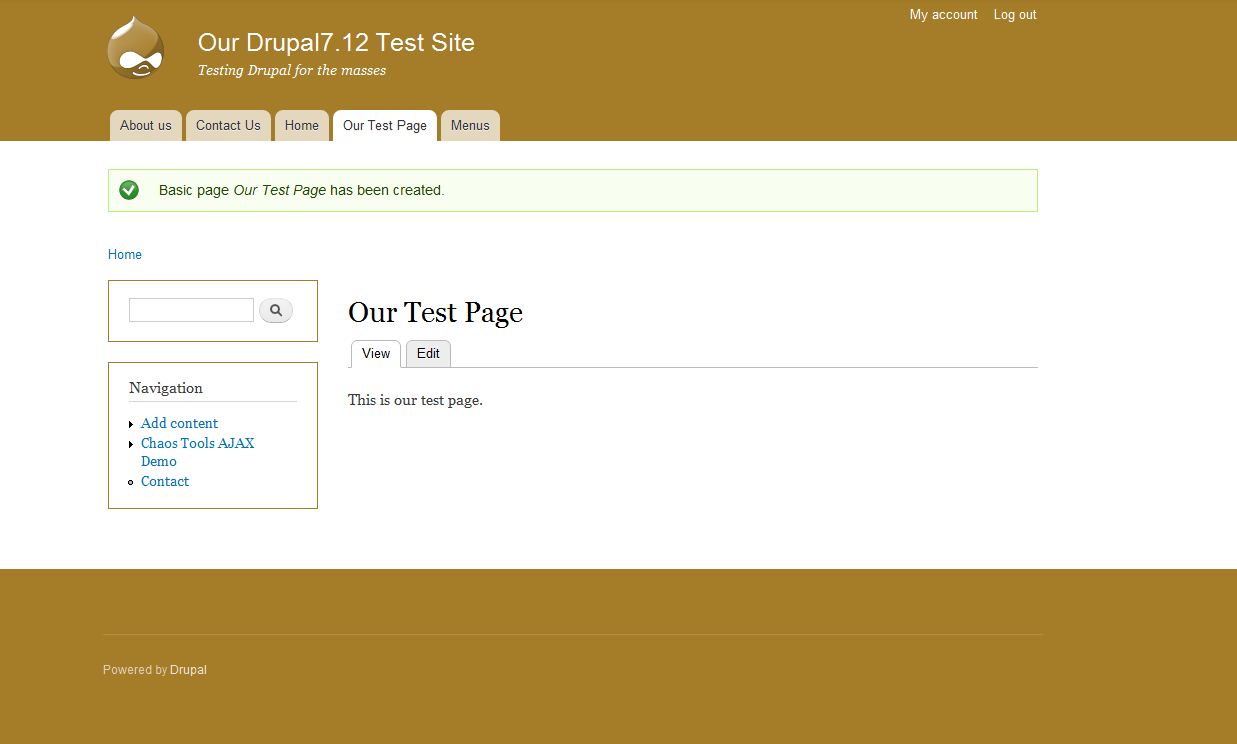 My account Log out
Our Drupal7.12 Test Site
Testing Drupal for the masses
About us Contact Us Home Our Test Page Menus
Basic page Our Test Page has been created.
Home
Our Test Page
View Edit
This is our test page.
Navigation
Add content
Chaos Tools AJAX
Demo
Contact
Powered by Drupal